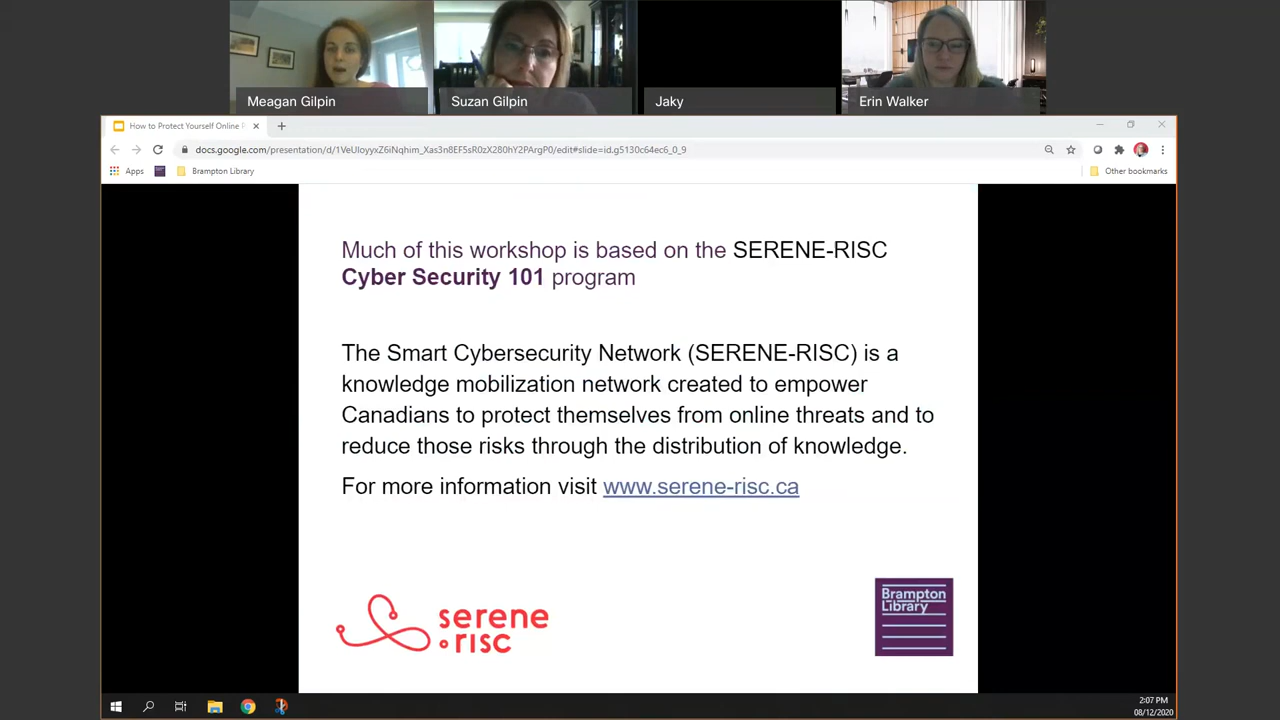 Meagan Gilpin
Suzan Gilpin
Jaky
Erin Walker
How to Protect Yourself Online
docs.google.com/presentation/d/1VeUloyyxZ6iNqhim_Xas3n8EF5sR0zX280hY2PArgP0/edit#slide=id.g5130c64ec6_0_9
Apps
Brampton Library
Other bookmarks
Much of this workshop is based on the SERENE-RISC
Cyber Security 101 program
The Smart Cybersecurity Network (SERENE-RISC) is a
knowledge mobilization network created to empower
Canadians to protect themselves from online threats and to
reduce those risks through the distribution of knowledge.
For more information visit www.serene-risc.ca
serene
risc
Brampton
Library
2:07 PM
08/12/2020